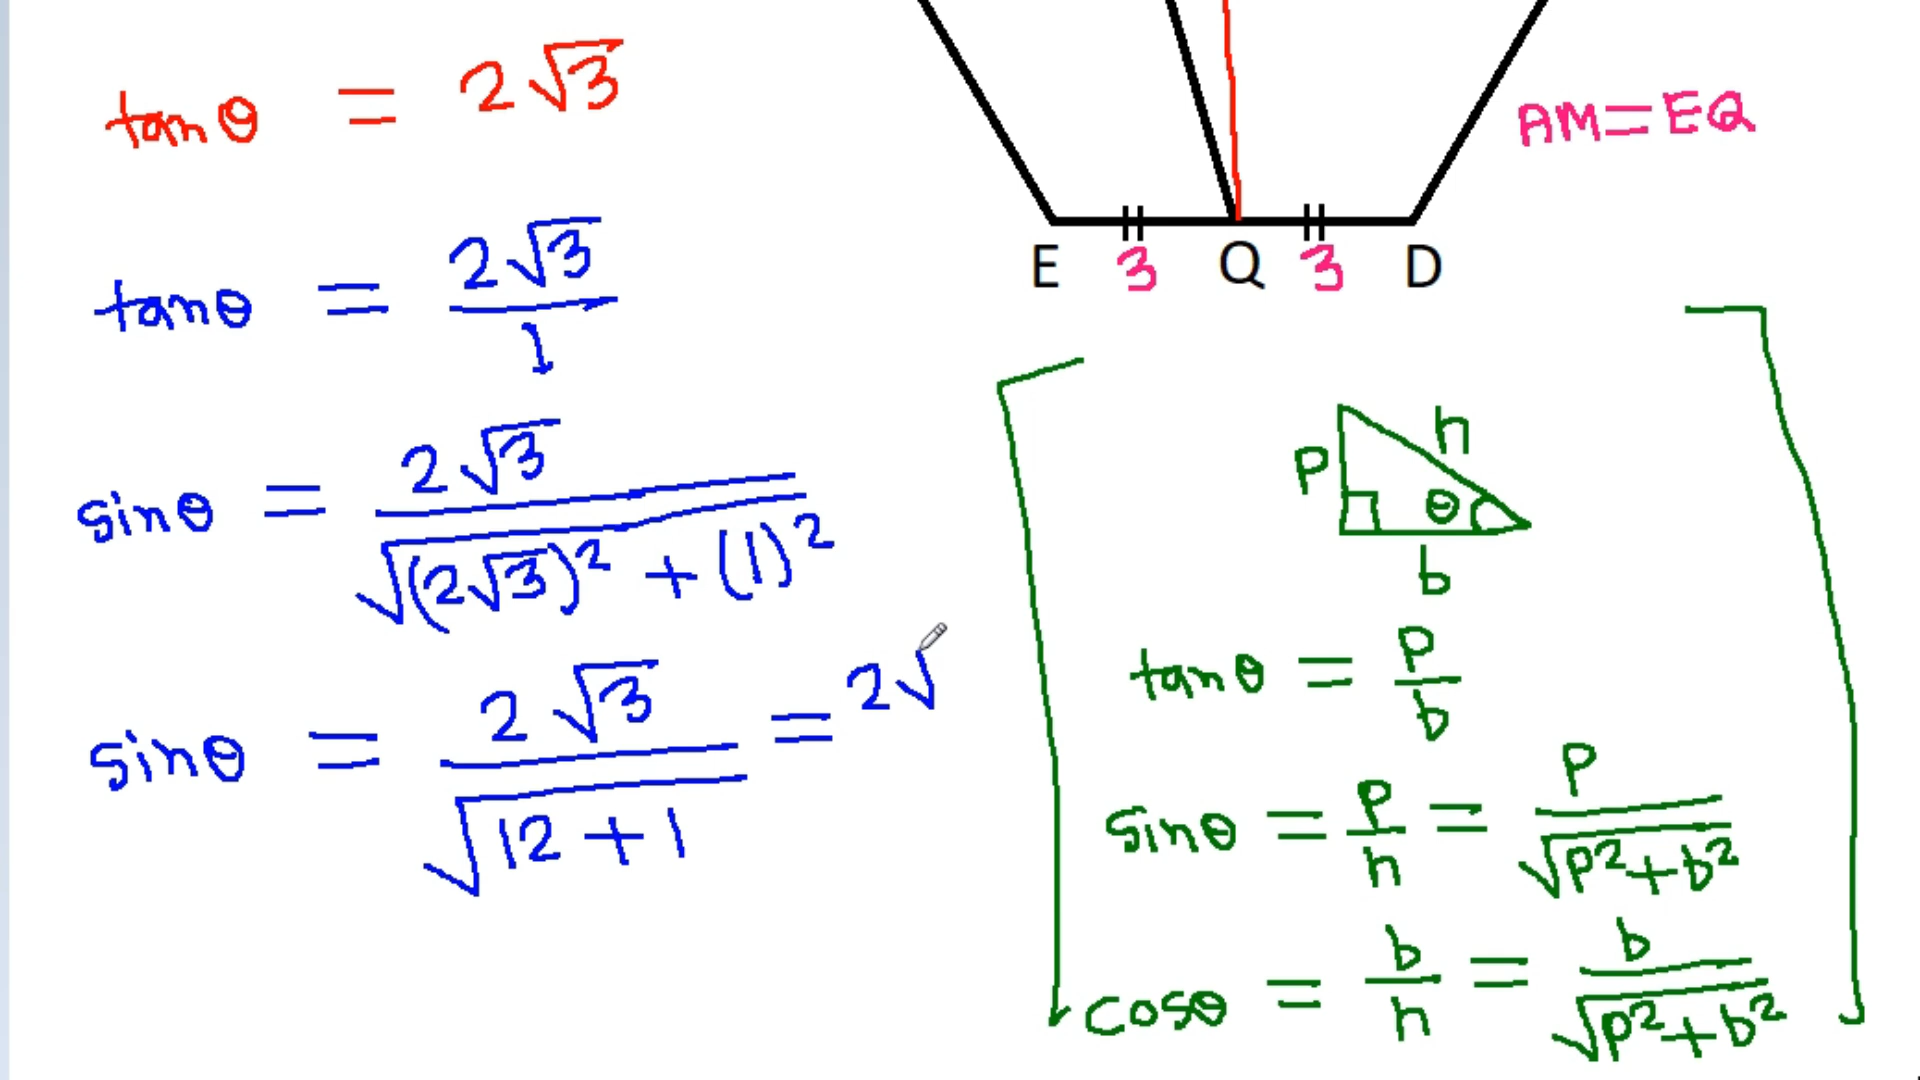 tanθ = 2√3
tanθ = 2√3/1
sinθ = 2√3/√((2√3)² + (1)²)
sinθ = 2√3/√(12 + 1) = 2√
AM=EQ
E 3 Q 3 D
h
P
θ
b
tanθ = P/b
sinθ = P/h = P/√(P²+b²)
cosθ = b/h = b/√(P²+b²)